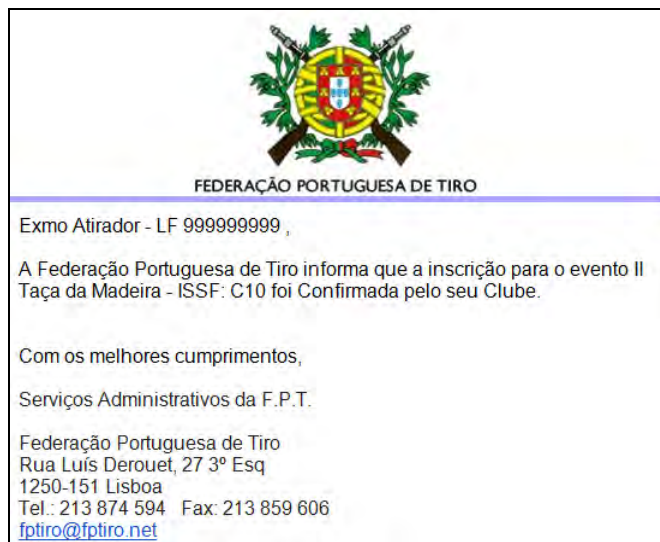 FEDERAÇÃO PORTUGUESA DE TIRO
Exmo Atirador - LF 999999999 ,
A Federação Portuguesa de Tiro informa que a inscrição para o evento II
Taça da Madeira - ISSF: C10 foi Confirmada pelo seu Clube.
Com os melhores cumprimentos,
Serviços Administrativos da F.P.T.
Federação Portuguesa de Tiro
Rua Luís Derouet, 27 3º Esq
1250-151 Lisboa
Tel.: 213 874 594   Fax: 213 859 606
fptiro@fptiro.net